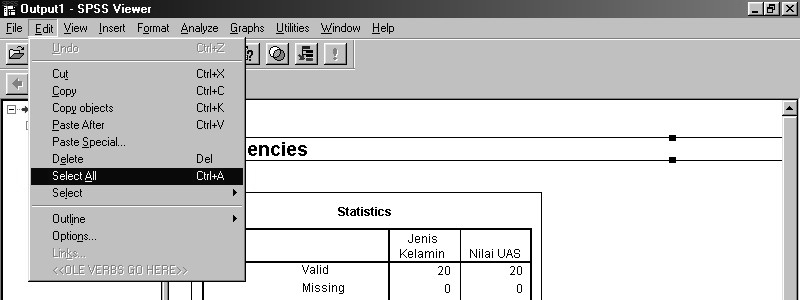 Output1 - SPSS Viewer
File Edit View Insert Format Analyze Graphs Utilities Window Help
Undo Ctrl+Z
Cut Ctrl+X
Copy Ctrl+C
Copy objects Ctrl+K
Paste After Ctrl+V
Paste Special...
Delete Del
Select All Ctrl+A
Select
Outline
Options...
Links...
<<OLE VERBS GO HERE>>
encies
Statistics
Jenis Kelamin Nilai UAS
Valid 20 20
Missing 0 0